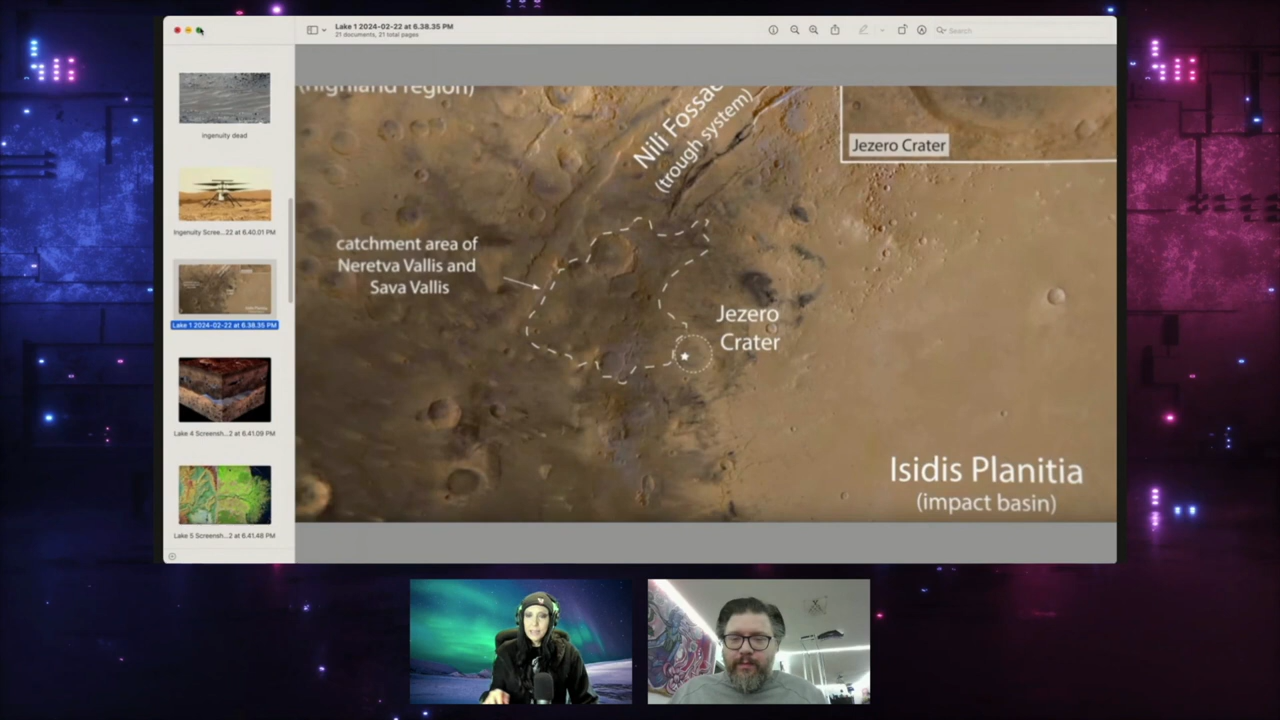 Lake 1 2024-02-22 at 6.38.35 PM
21 documents, 21 total pages
Search
ingenuity dead
Ingenuity Scree...22 at 6.40.01 PM
Lake 1 2024-02-22 at 6.38.35 PM
Lake 4 Screensh...2 at 6.41.09 PM
Lake 5 Screensh...2 at 6.41.48 PM
(highland region)
Nili Fossae
(trough system)
Jezero Crater
catchment area of
Neretva Vallis and
Sava Vallis
Jezero
Crater
Isidis Planitia
(impact basin)